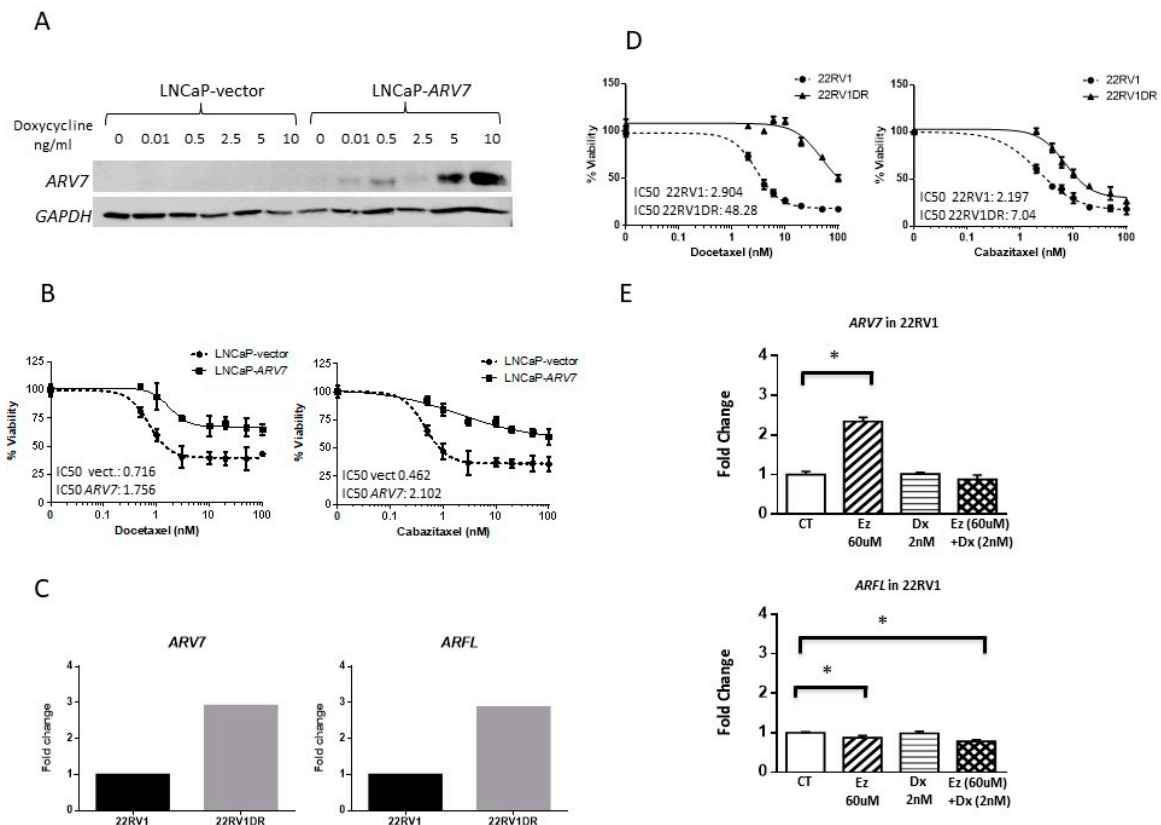 A
LNCaP-vector LNCaP-ARV7
Doxycycline ng/ml 0 0.01 0.5 2.5 5 10 0 0.01 0.5 2.5 5 10
ARV7
GAPDH
B
LNCaP-vector
LNCaP-ARV7
125
100
75
50
25
0
% Viability
IC50 vect.: 0.716
IC50 ARV7: 1.756
0 0.1 1 10 100
Docetaxel (nM)
LNCaP-vector
LNCaP-ARV7
125
100
75
50
25
0
% Viability
IC50 vect 0.462
IC50 ARV7: 2.102
0 0.1 1 10 100
Cabazitaxel (nM)
C
ARV7
4
3
2
1
0
Fold change
22RV1 22RV1DR
ARFL
4
3
2
1
0
Fold change
22RV1 22RV1DR
D
22RV1
22RV1DR
150
100
50
0
% Viability
IC50 22RV1: 2.904
IC50 22RV1DR: 48.28
0 0.1 1 10 100
Docetaxel (nM)
22RV1
22RV1DR
150
100
50
0
% Viability
IC50 22RV1: 2.197
IC50 22RV1DR: 7.04
0 0.1 1 10 100
Cabazitaxel (nM)
E
ARV7 in 22RV1
4
3
2
1
0
Fold Change
*
CT Ez Dx Ez (60uM)
60uM 2nM +Dx (2nM)
ARFL in 22RV1
4
3
2
1
0
Fold Change
*
*
CT Ez Dx Ez (60uM)
60uM 2nM +Dx (2nM)